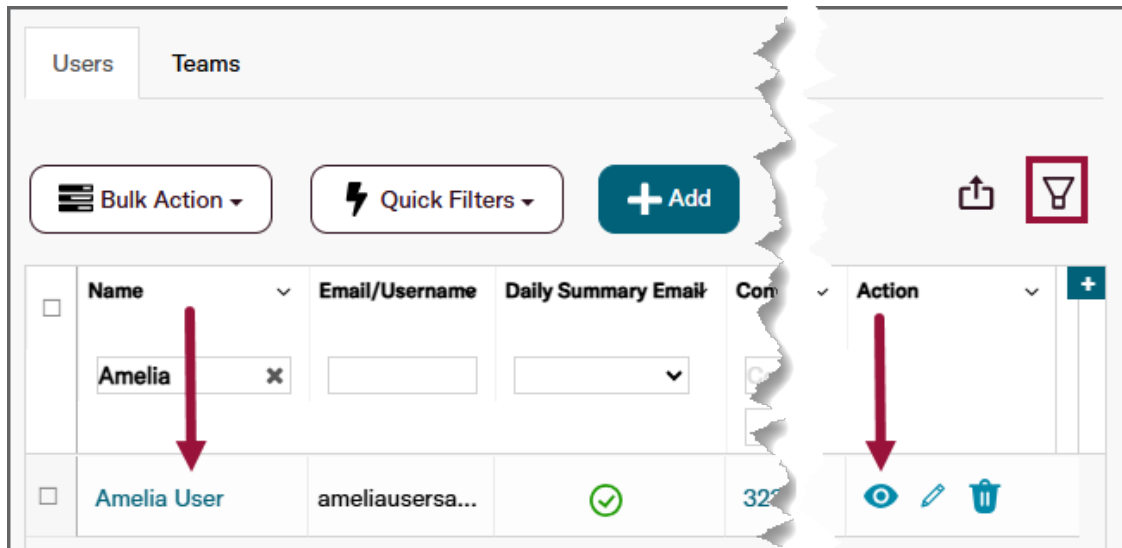 Users Teams
Bulk Action Quick Filters Add
Name Email/Username Daily Summary Email Action
Amelia
Amelia User ameliausersa...